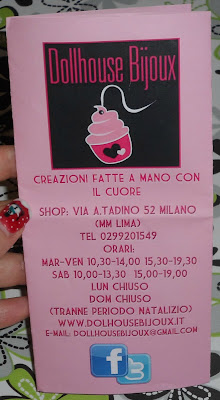 Dollhouse Bijoux
CREAZIONI FATTE A MANO CON
IL CUORE
SHOP: VIA A.TADINO 52 MILANO
(MM LIMA)
TEL 0299201549
ORARI:
MAR-VEN 10,30-14,00 15,30-19,30
SAB 10,00-13,30 15,00-19,00
LUN CHIUSO
DOM CHIUSO
(TRANNE PERIODO NATALIZIO)
WWW.DOLLHOUSEBIJOUX.IT
E-MAIL: DOLLHOUSEBIJOUX@GMAIL.COM
f t